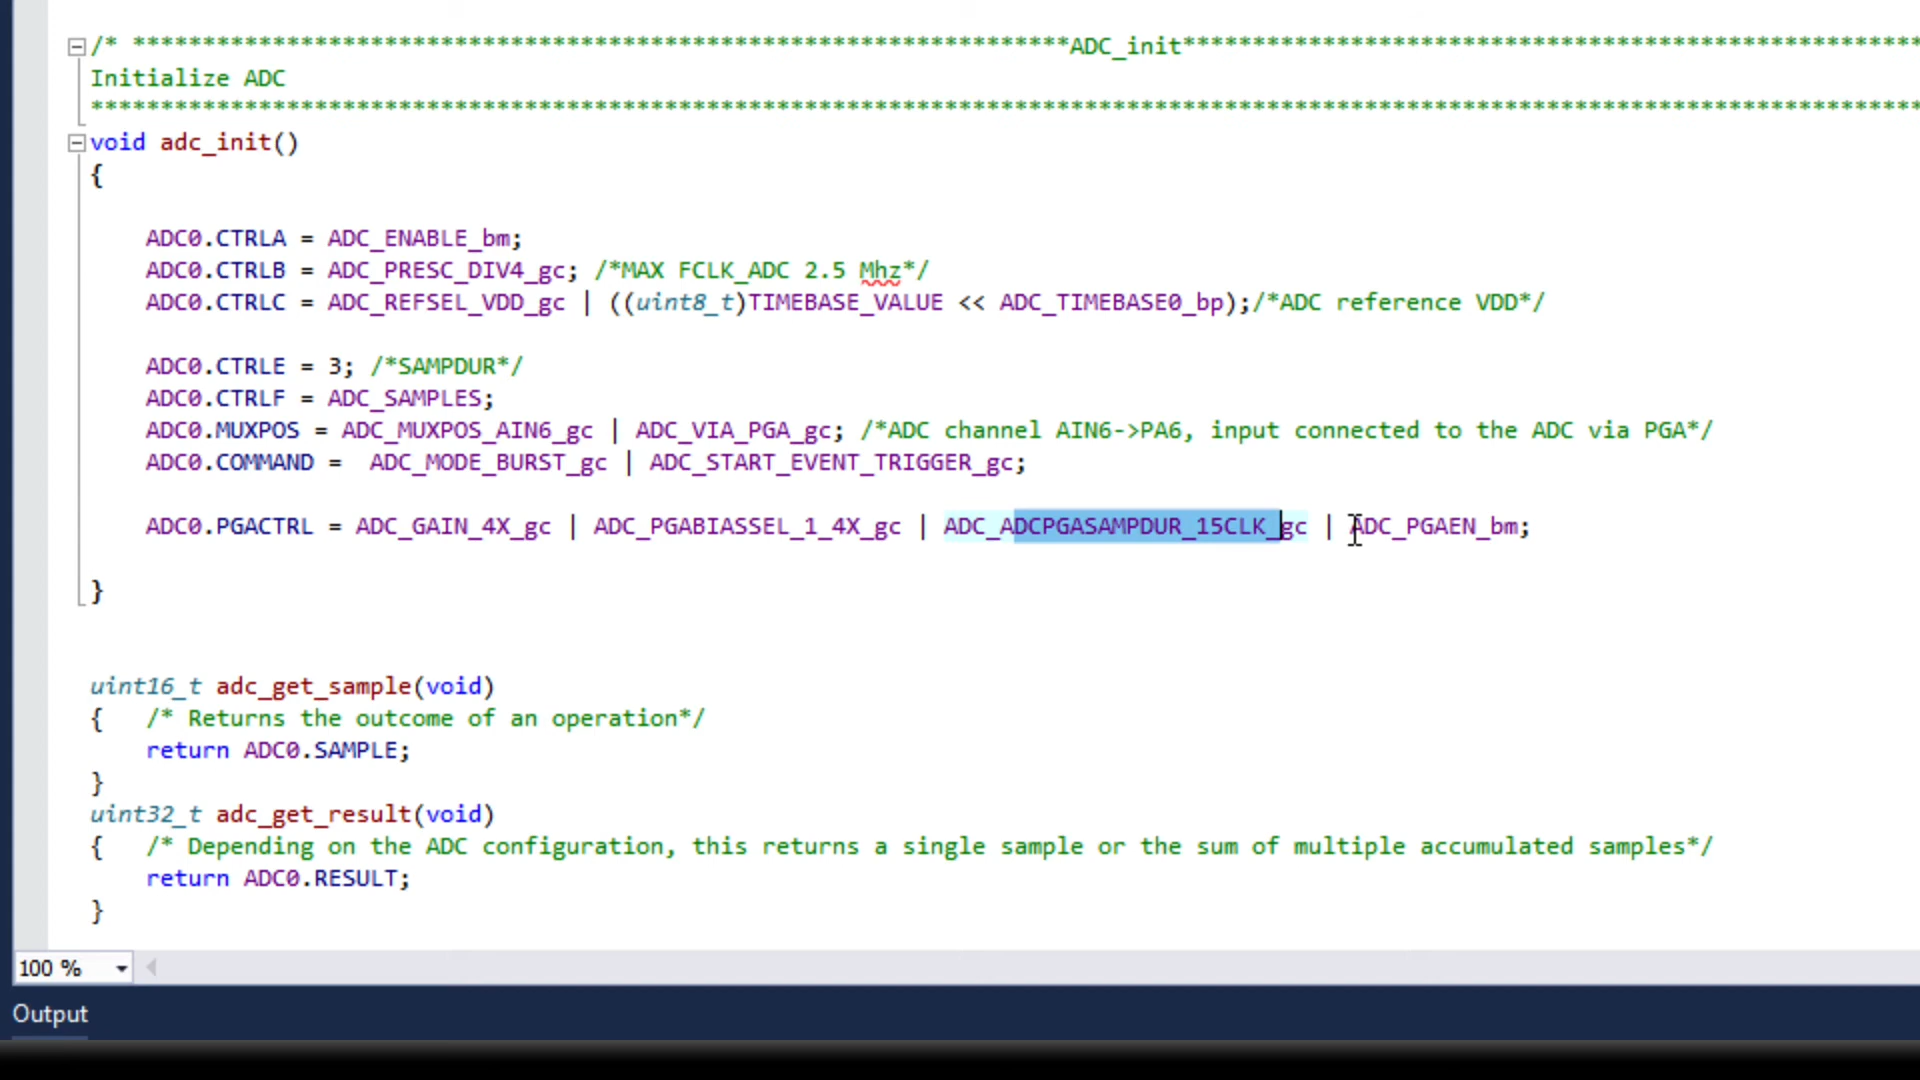 /* *******************************************************************ADC_init*****************************************************
Initialize ADC
***********************************************************************************************************************************
void adc_init()
{
ADC0.CTRLA = ADC_ENABLE_bm;
ADC0.CTRLB = ADC_PRESC_DIV4_gc; /*MAX FCLK_ADC 2.5 Mhz*/
ADC0.CTRLC = ADC_REFSEL_VDD_gc | ((uint8_t)TIMEBASE_VALUE << ADC_TIMEBASE0_bp);/*ADC reference VDD*/
ADC0.CTRLE = 3; /*SAMPDUR*/
ADC0.CTRLF = ADC_SAMPLES;
ADC0.MUXPOS = ADC_MUXPOS_AIN6_gc | ADC_VIA_PGA_gc; /*ADC channel AIN6->PA6, input connected to the ADC via PGA*/
ADC0.COMMAND =  ADC_MODE_BURST_gc | ADC_START_EVENT_TRIGGER_gc;
ADC0.PGACTRL = ADC_GAIN_4X_gc | ADC_PGABIASSEL_1_4X_gc | ADC_ADCPGASAMPDUR_15CLK_gc | ADC_PGAEN_bm;
}
uint16_t adc_get_sample(void)
{   /* Returns the outcome of an operation*/
return ADC0.SAMPLE;
}
uint32_t adc_get_result(void)
{   /* Depending on the ADC configuration, this returns a single sample or the sum of multiple accumulated samples*/
return ADC0.RESULT;
}
100 %
Output